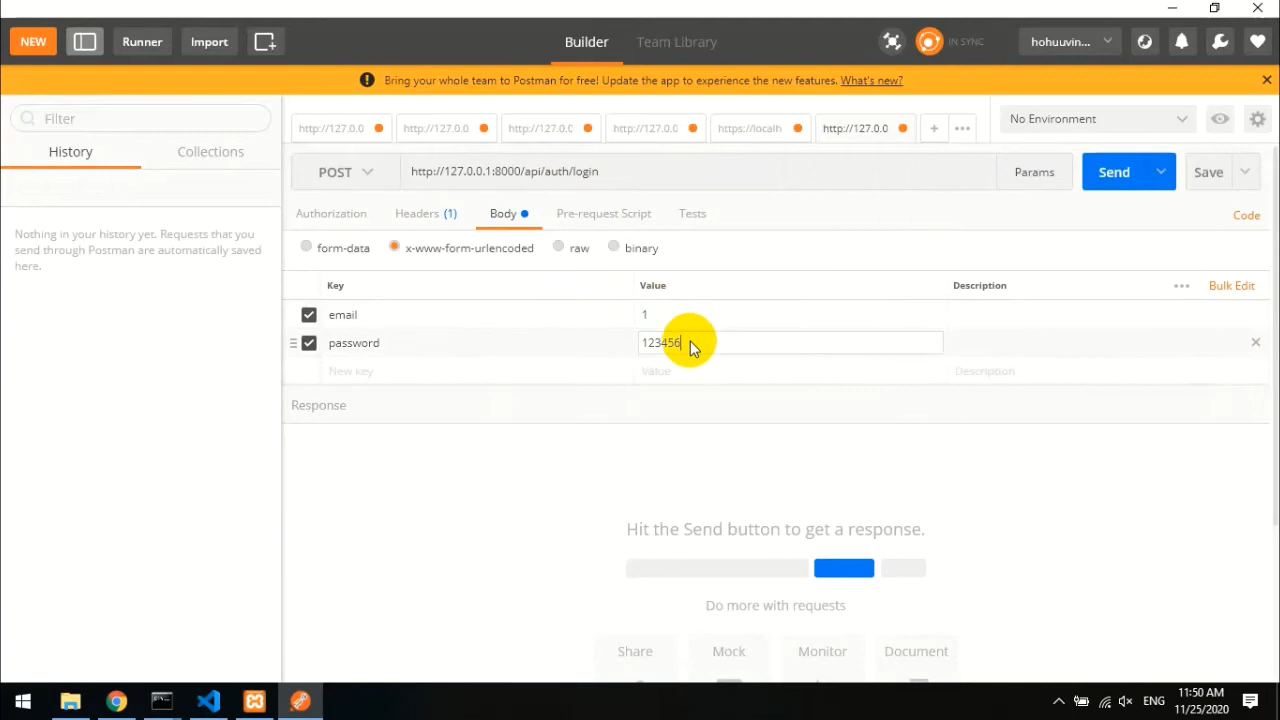 NEW Runner Import Builder Team Library IN SYNC hohuuvin...
Bring your whole team to Postman for free! Update the app to experience the new features. What's new?
Filter
History Collections
Nothing in your history yet. Requests that you
send through Postman are automatically saved
here.
http://127.0.0 http://127.0.0 http://127.0.0 http://127.0.0 https://localh http://127.0.0 + ••• No Environment
POST http://127.0.0.1:8000/api/auth/login Params Send Save
Authorization Headers (1) Body Pre-request Script Tests Code
form-data x-www-form-urlencoded raw binary
Key Value Description ••• Bulk Edit
email 1
password 123456
New key Value Description
Response
Hit the Send button to get a response.
Do more with requests
Share Mock Monitor Document
ENG 11:50 AM
11/25/2020